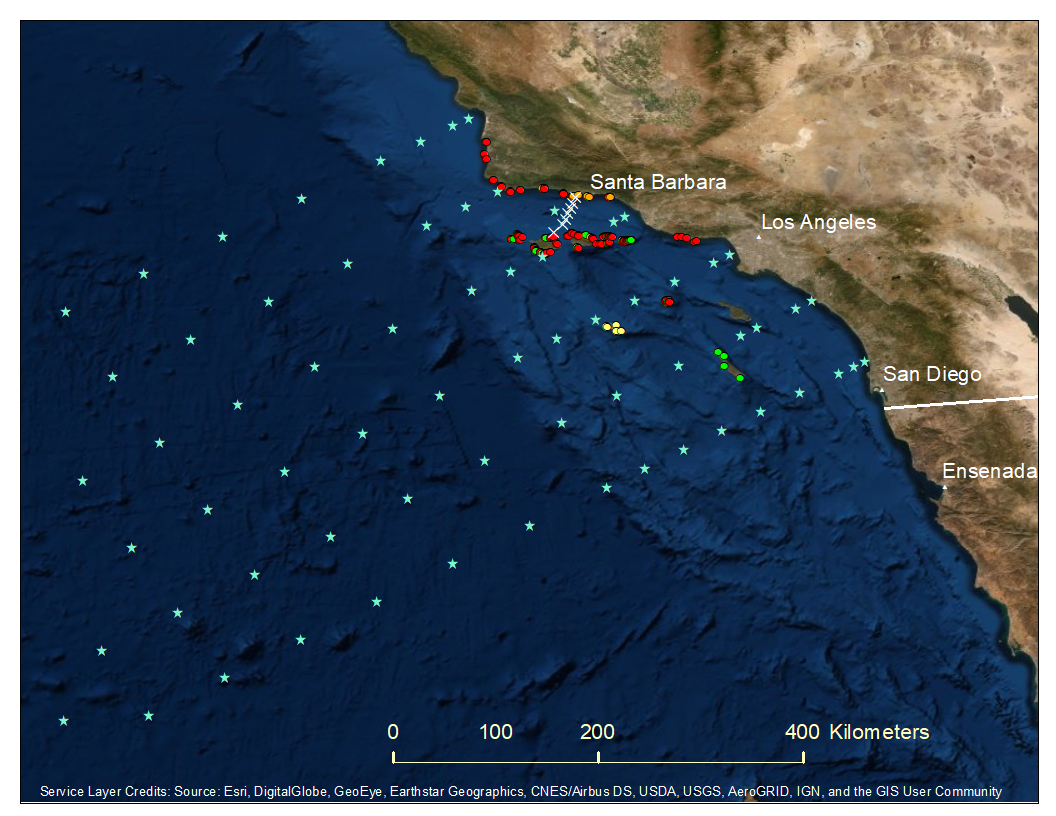 Santa Barbara
Los Angeles
San Diego
Ensenada
0 100 200 400 Kilometers
Service Layer Credits: Source: Esri, DigitalGlobe, GeoEye, Earthstar Geographics, CNES/Airbus DS, USDA, USGS, AeroGRID, IGN, and the GIS User Community